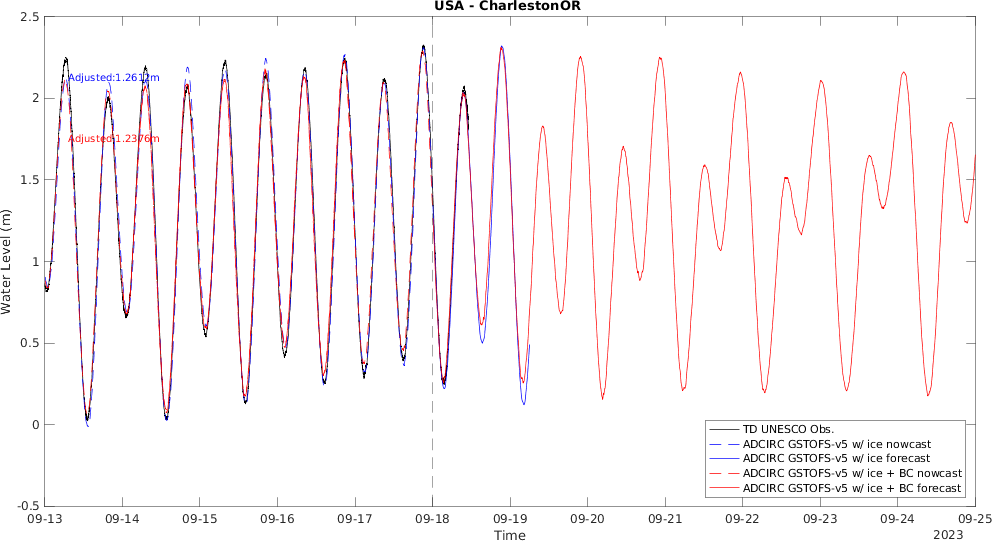 USA - CharlestonOR
2.5
2
1.5
1
0.5
0
-0.5
Water Level (m)
Adjusted:1.2612m
Adjusted:1.2376m
TD UNESCO Obs.
ADCIRC GSTOFS-v5 w/ ice nowcast
ADCIRC GSTOFS-v5 w/ ice forecast
ADCIRC GSTOFS-v5 w/ ice + BC nowcast
ADCIRC GSTOFS-v5 w/ ice + BC forecast
09-13 09-14 09-15 09-16 09-17 09-18 09-19 09-20 09-21 09-22 09-23 09-24 09-25
Time
2023